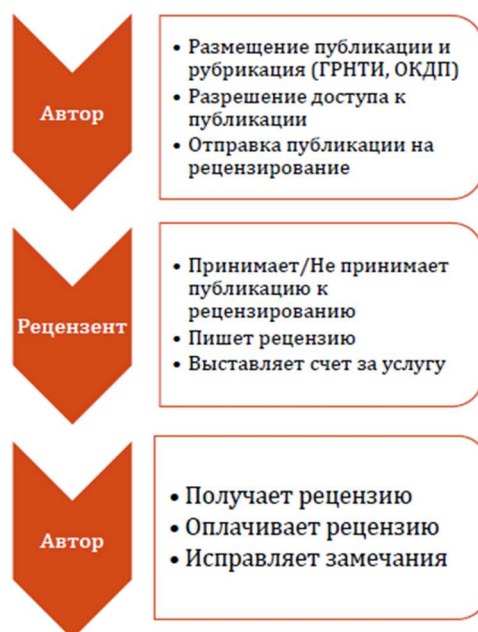 Автор
• Размещение публикации и
рубрикация (ГРНТИ, ОКДП)
• Разрешение доступа к
публикации
• Отправка публикации на
рецензирование
Рецензент
• Принимает/Не принимает
публикацию к
рецензированию
• Пишет рецензию
• Выставляет счет за услугу
Автор
• Получает рецензию
• Оплачивает рецензию
• Исправляет замечания